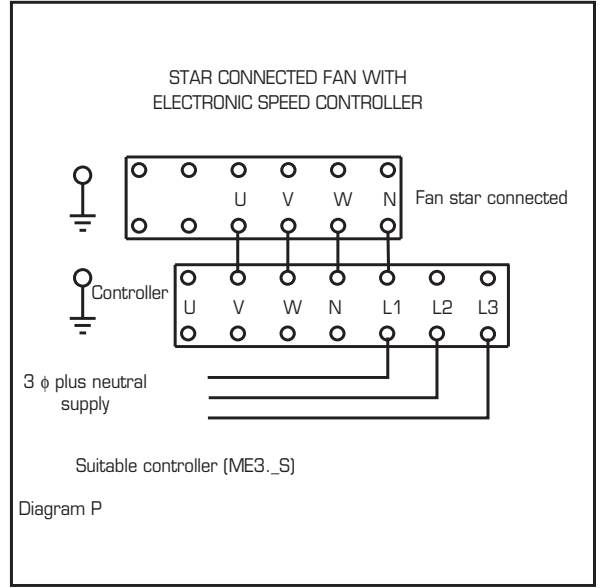 STAR CONNECTED FAN WITH
ELECTRONIC SPEED CONTROLLER
U V W N
Fan star connected
Controller
U V W N L1 L2 L3
3 ϕ plus neutral
supply
Suitable controller (ME3._S)
Diagram P